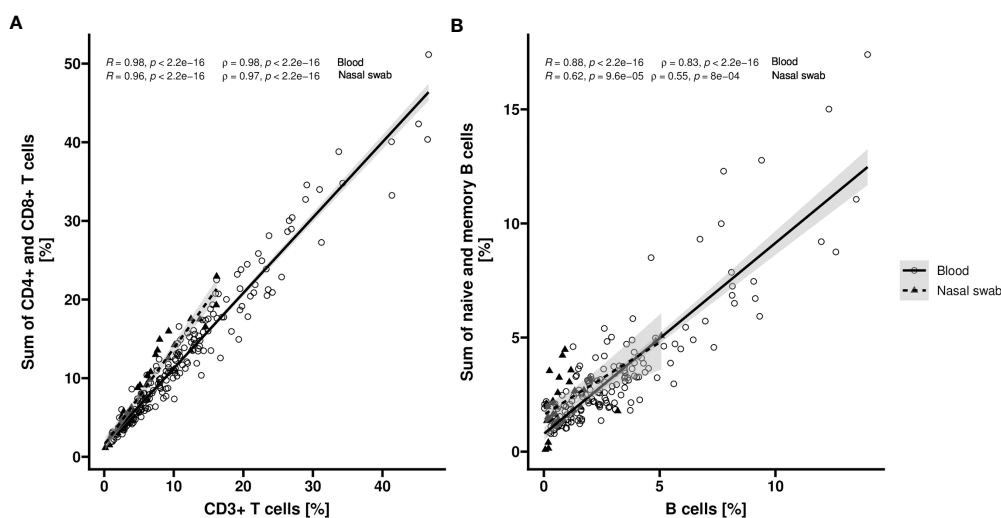 A
R = 0.98, p < 2.2e−16 ρ = 0.98, p < 2.2e−16 Blood
R = 0.96, p < 2.2e−16 ρ = 0.97, p < 2.2e−16 Nasal swab
50
40
30
20
10
0
Sum of CD4+ and CD8+ T cells
[%]
0 10 20 30 40
CD3+ T cells [%]
B
R = 0.88, p < 2.2e−16 ρ = 0.83, p < 2.2e−16 Blood
R = 0.62, p = 9.6e−05 ρ = 0.55, p = 8e−04 Nasal swab
15
10
5
0
Sum of naive and memory B cells
[%]
0 5 10
B cells [%]
Blood
Nasal swab